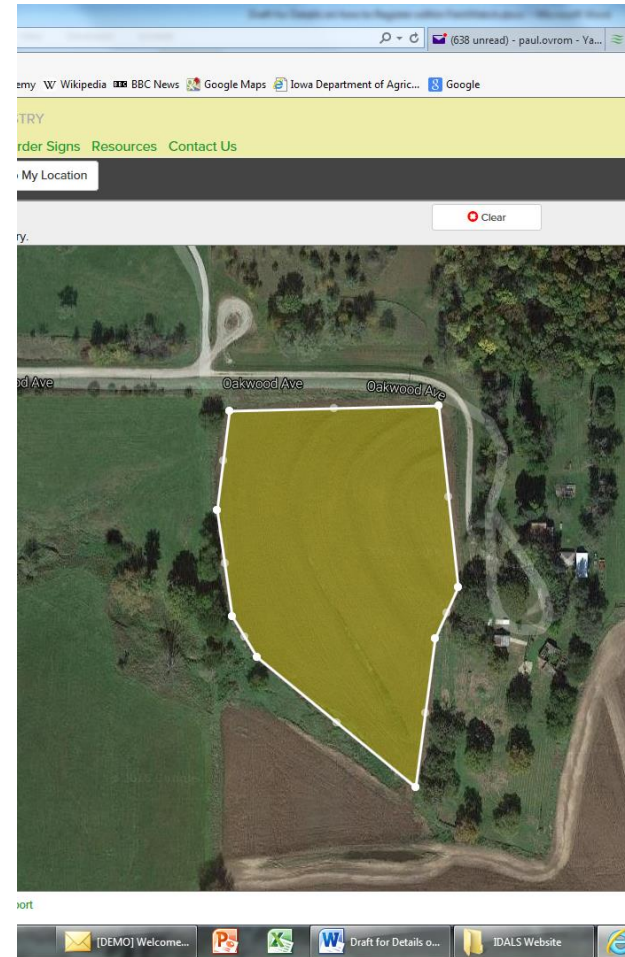 (638 unread) - paul.ovrom - Ya...
emy W Wikipedia BBC BBC News Google Maps Iowa Department of Agric... 8 Google
STRY
rder Signs Resources Contact Us
My Location
Clear
ry.
od Ave Oakwood Ave Oakwood Ave
port
[DEMO] Welcome... Draft for Details o... IDALS Website